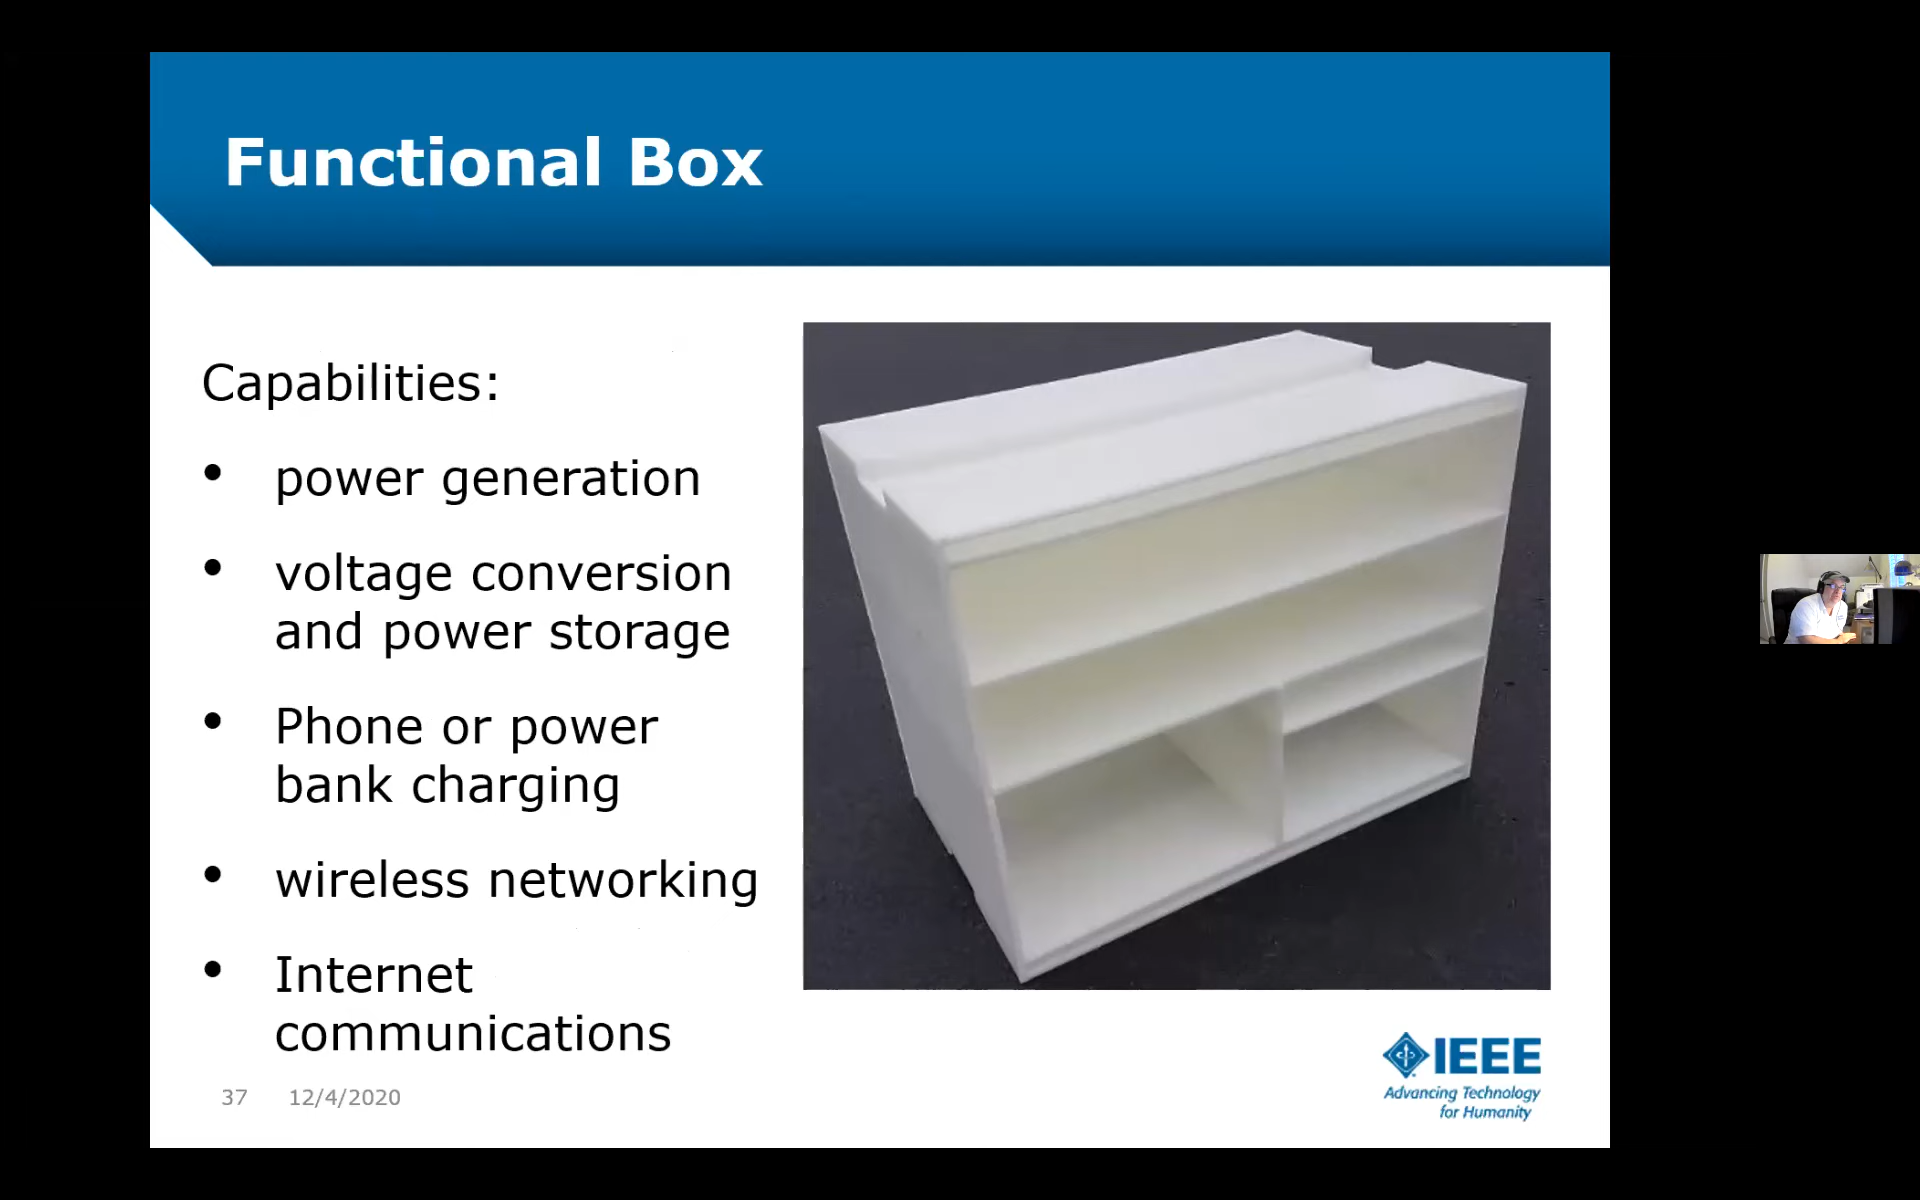 Functional Box
Capabilities:
• power generation
• voltage conversion
and power storage
• Phone or power
bank charging
• wireless networking
• Internet
communications
37 12/4/2020
IEEE
Advancing Technology
for Humanity